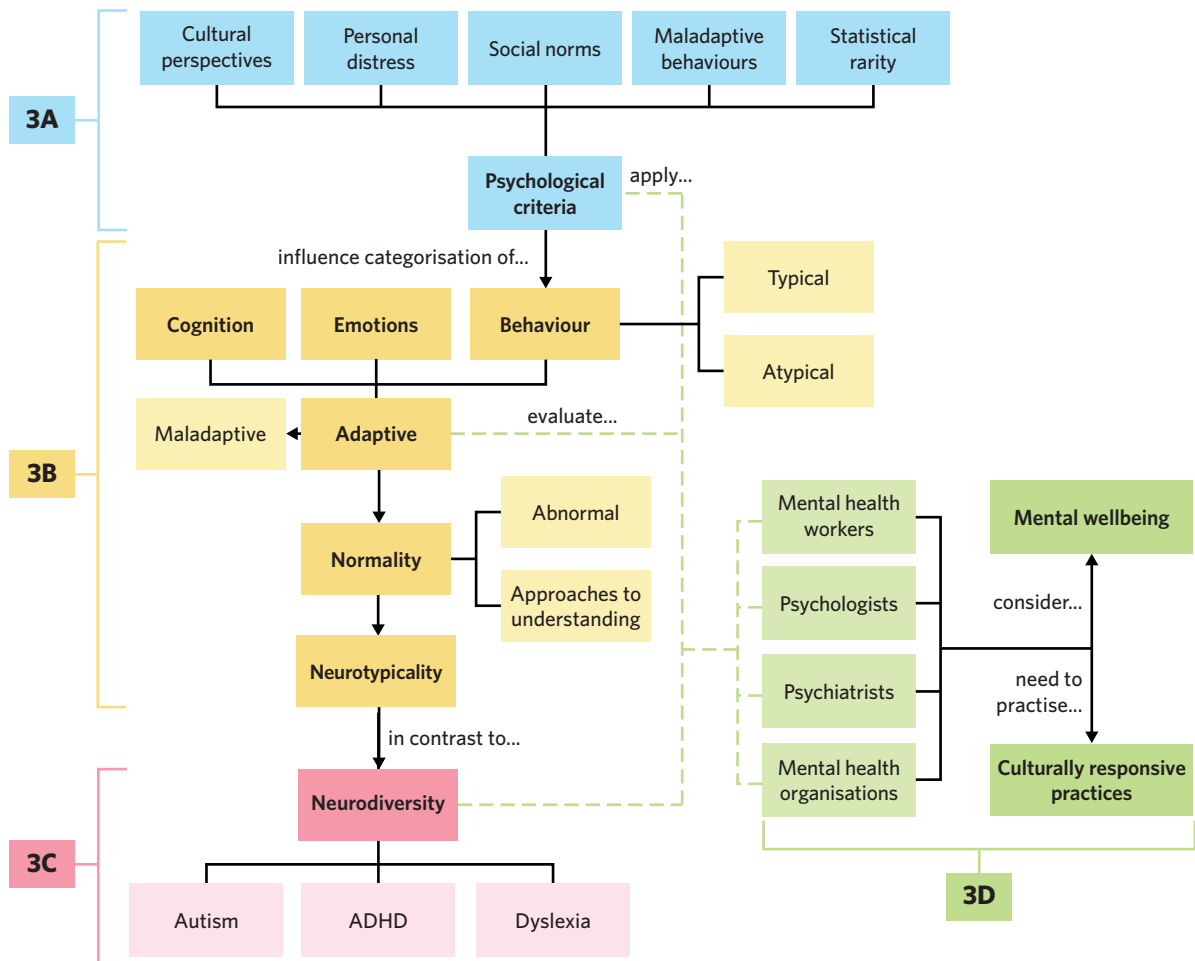 Cultural
perspectives
Personal
distress
Social norms
Maladaptive
behaviours
Statistical
rarity
3A
Psychological
criteria
apply...
influence categorisation of...
Cognition
Emotions
Behaviour
Typical
Atypical
3B
Maladaptive
Adaptive
evaluate...
Normality
Abnormal
Approaches to
understanding
Neurotypicality
in contrast to...
Mental health
workers
Psychologists
Psychiatrists
Mental health
organisations
Mental wellbeing
consider...
need to
practise...
Culturally responsive
practices
3C
Neurodiversity
Autism
ADHD
Dyslexia
3D